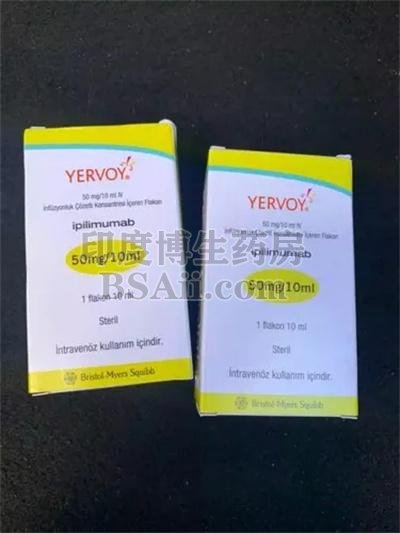 YERVOY
50 mg/10 ml IV
İnfüzyonluk Çözelti Konsantresi İçeren Flakon
ipilimumab
50mg/10ml
1 flakon 10 ml
Steril
Intravenöz kullanım içindir.
Bristol-Myers Squibb
YERVOY
50 mg/10 ml IV
İnfüzyonluk Çözelti Konsantresi İçeren Flakon
ipilimumab
50mg/10ml
1 flakon 10 ml
Steril
İntravenöz kullanım içindir.
Bristol-Myers Squibb
印度博生药房
BSAii.com